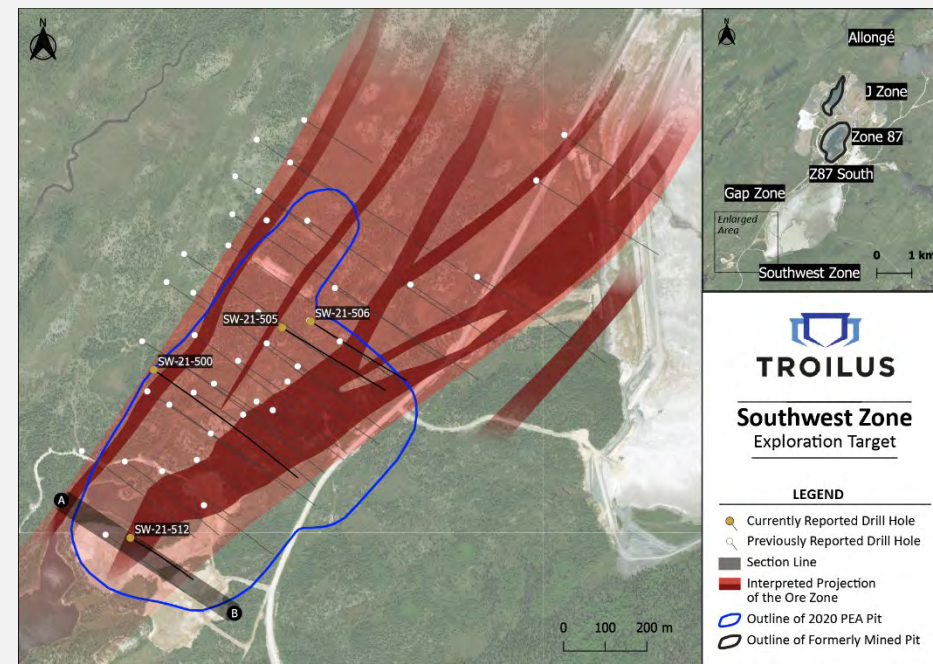 N
SW-21-505
SW-21-506
SW-21-500
SW-21-512
A
B
0 100 200 m
N
Allongé
J Zone
Zone 87
Z87 South
Gap Zone
Enlarged
Area
0 1 km
Southwest Zone
TROILUS
Southwest Zone
Exploration Target
LEGEND
Currently Reported Drill Hole
Previously Reported Drill Hole
Section Line
Interpreted Projection
of the Ore Zone
Outline of 2020 PEA Pit
Outline of Formerly Mined Pit